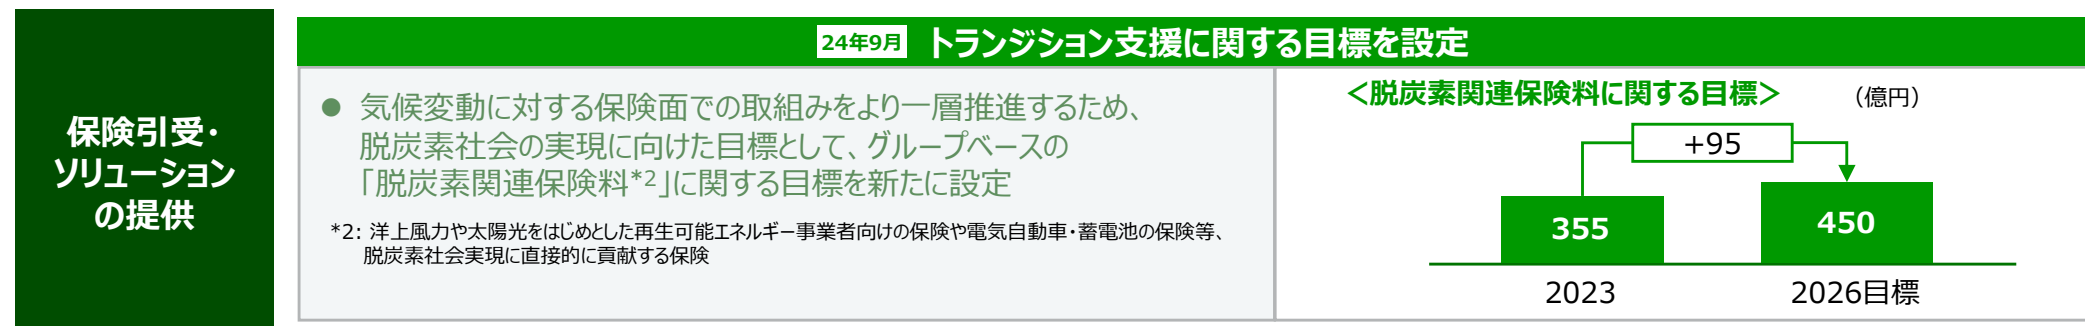 保険引受・
ソリューション
の提供
24年9月 トランジション支援に関する目標を設定
● 気候変動に対する保険面での取組みをより一層推進するため、
脱炭素社会の実現に向けた目標として、グループベースの
「脱炭素関連保険料*2」に関する目標を新たに設定
*2: 洋上風力や太陽光をはじめとした再生可能エネルギー事業者向けの保険や電気自動車・蓄電池の保険等、
脱炭素社会実現に直接的に貢献する保険
<脱炭素関連保険料に関する目標> （億円）
+95
355 450
2023 2026目標